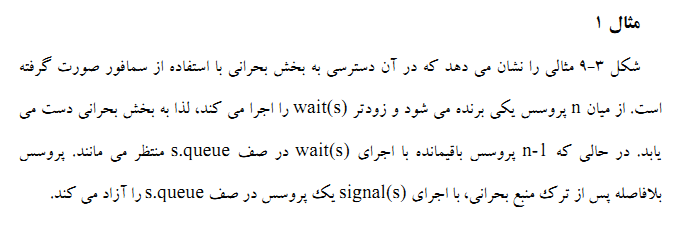 مثال ۱
شکل ۳-۹ مثالی را نشان می دهد که در آن دسترسی به بخش بحرانی با استفاده از سمافور صورت گرفته
است. از میان n پروسس یکی برنده می شود و زودتر wait(s) را اجرا می کند، لذا به بخش بحرانی دست می
یابد. در حالی که n-1 پروسس باقیمانده با اجرای wait(s) در صف s.queue منتظر می مانند. پروسس
بلافاصله پس از ترک منبع بحرانی، با اجرای signal(s) یک پروسس در صف s.queue را آزاد می کند.